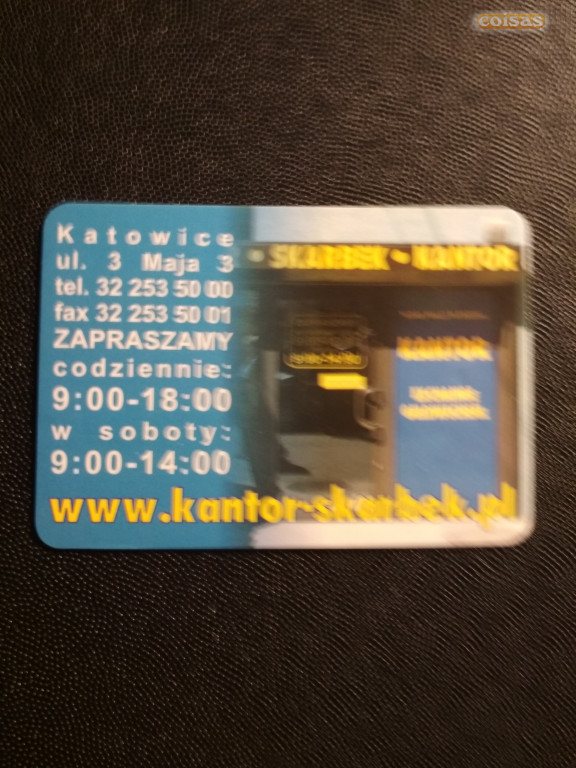 coisas
Katowice
ul. 3 Maja 3
tel. 32 253 50 00
fax 32 253 50 01
ZAPRASZAMY
codziennie:
9:00-18:00
w soboty:
9:00-14:00
• SKARBEK • KANTOR
KANTOR
www.kantor-skarbek.pl